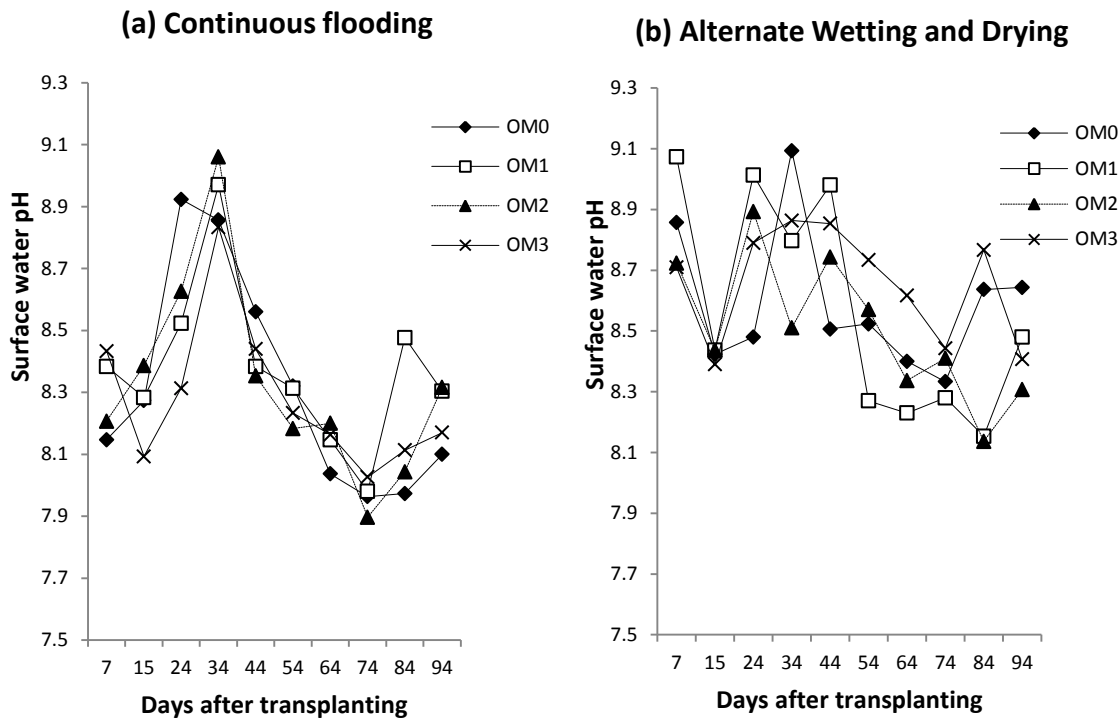 (a) Continuous flooding
9.3
9.1
8.9
8.7
8.5
8.3
8.1
7.9
7.7
7.5
Surface water pH
7 15 24 34 44 54 64 74 84 94
Days after transplanting
OM0
OM1
OM2
OM3
(b) Alternate Wetting and Drying
9.3
9.1
8.9
8.7
8.5
8.3
8.1
7.9
7.7
7.5
Surface water pH
7 15 24 34 44 54 64 74 84 94
Days after transplanting
OM0
OM1
OM2
OM3